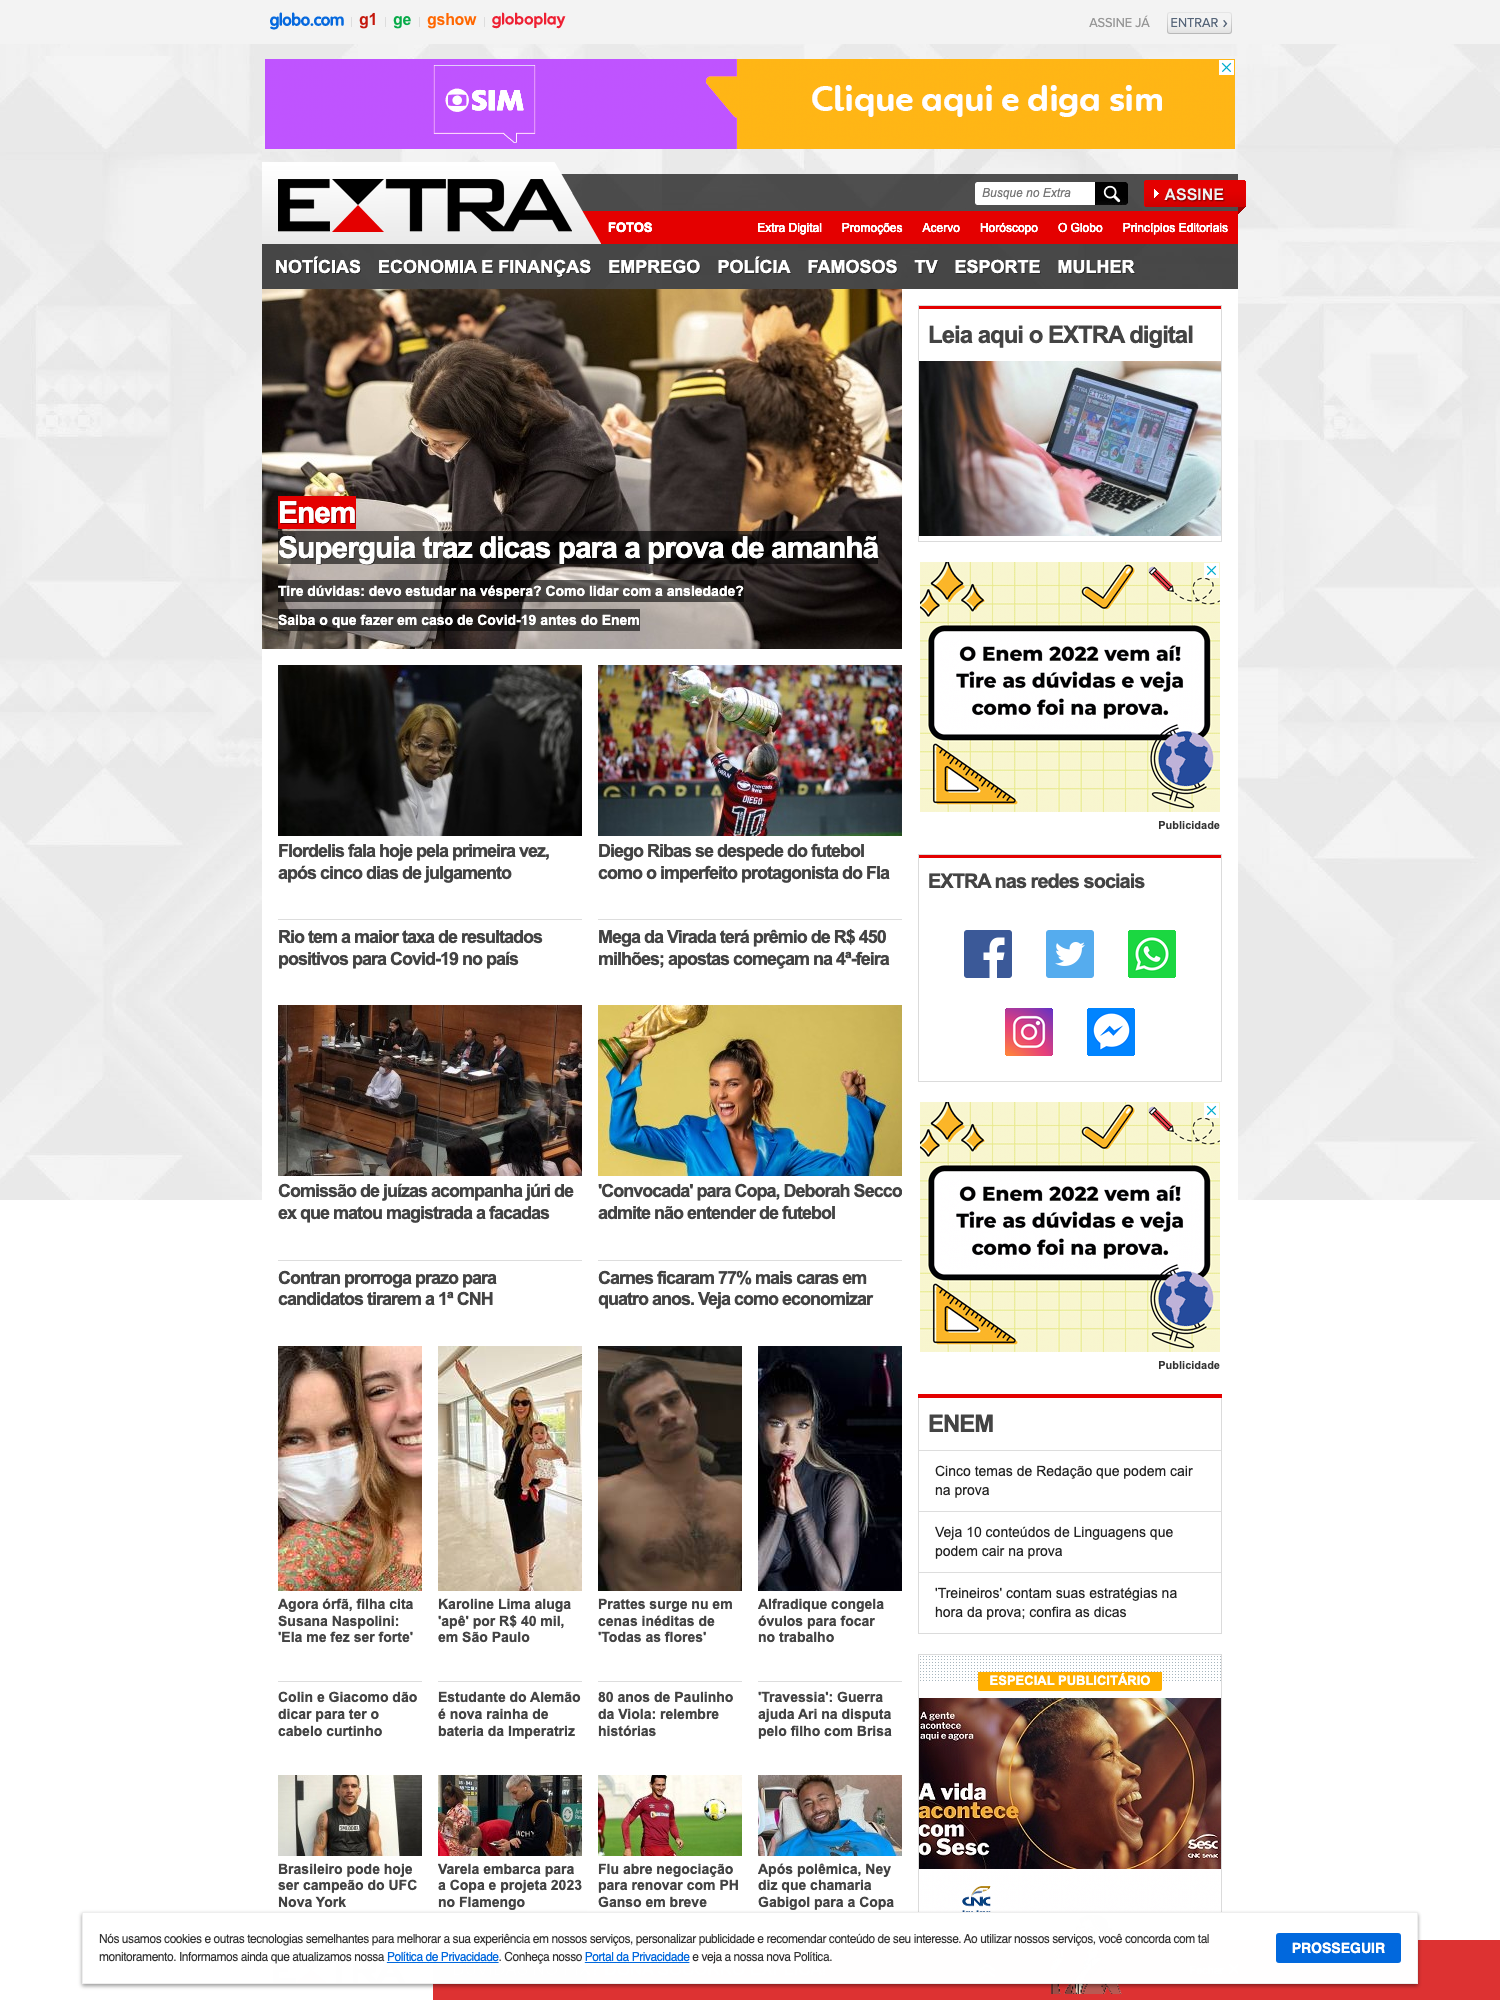 globo.com g1 ge gshow globoplay
ASSINE JÁ ENTRAR ›
SIM
Clique aqui e diga sim
EXTRA
Busque no Extra
ASSINE
FOTOS
Extra Digital Promoções Acervo Horóscopo O Globo Princípios Editoriais
NOTÍCIAS ECONOMIA E FINANÇAS EMPREGO POLÍCIA FAMOSOS TV ESPORTE MULHER
Enem
Superguia traz dicas para a prova de amanhã
Tire dúvidas: devo estudar na véspera? Como lidar com a ansiedade?
Saiba o que fazer em caso de Covid-19 antes do Enem
Flordelis fala hoje pela primeira vez,
após cinco dias de julgamento
DIEGO
10
Diego Ribas se despede do futebol
como o imperfeito protagonista do Fla
Rio tem a maior taxa de resultados
positivos para Covid-19 no país
Mega da Virada terá prêmio de R$ 450
milhões; apostas começam na 4ª-feira
Comissão de juízas acompanha júri de
ex que matou magistrada a facadas
'Convocada' para Copa, Deborah Secco
admite não entender de futebol
Contran prorroga prazo para
candidatos tirarem a 1ª CNH
Carnes ficaram 77% mais caras em
quatro anos. Veja como economizar
Agora órfã, filha cita
Susana Naspolini:
'Ela me fez ser forte'
Karoline Lima aluga
'apê' por R$ 40 mil,
em São Paulo
Prattes surge nu em
cenas inéditas de
'Todas as flores'
Alfradique congela
óvulos para focar
no trabalho
Colin e Giacomo dão
dicar para ter o
cabelo curtinho
Estudante do Alemão
é nova rainha de
bateria da Imperatriz
80 anos de Paulinho
da Viola: relembre
histórias
'Travessia': Guerra
ajuda Ari na disputa
pelo filho com Brisa
Brasileiro pode hoje
ser campeão do UFC
Nova York
Varela embarca para
a Copa e projeta 2023
no Flamengo
Flu abre negociação
para renovar com PH
Ganso em breve
Após polêmica, Ney
diz que chamaria
Gabigol para a Copa
Leia aqui o EXTRA digital
O Enem 2022 vem aí!
Tire as dúvidas e veja
como foi na prova.
Publicidade
EXTRA nas redes sociais
O Enem 2022 vem aí!
Tire as dúvidas e veja
como foi na prova.
Publicidade
ENEM
Cinco temas de Redação que podem cair
na prova
Veja 10 conteúdos de Linguagens que
podem cair na prova
'Treineiros' contam suas estratégias na
hora da prova; confira as dicas
ESPECIAL PUBLICITÁRIO
A gente
acontece
aqui e agora
A vida
acontece
com
o Sesc
Sesc
CNC Senac
CNC
Nós usamos cookies e outras tecnologias semelhantes para melhorar a sua experiência em nossos serviços, personalizar publicidade e recomendar conteúdo de seu interesse. Ao utilizar nossos serviços, você concorda com tal
monitoramento. Informamos ainda que atualizamos nossa Política de Privacidade. Conheça nosso Portal da Privacidade e veja a nossa nova Política.
PROSSEGUIR